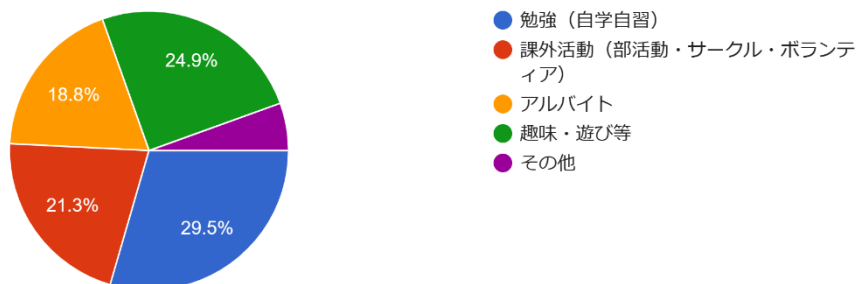 24.9%
18.8%
21.3%
29.5%
勉強（自学自習）
課外活動（部活動・サークル・ボランテ
ィア）
アルバイト
趣味・遊び等
その他